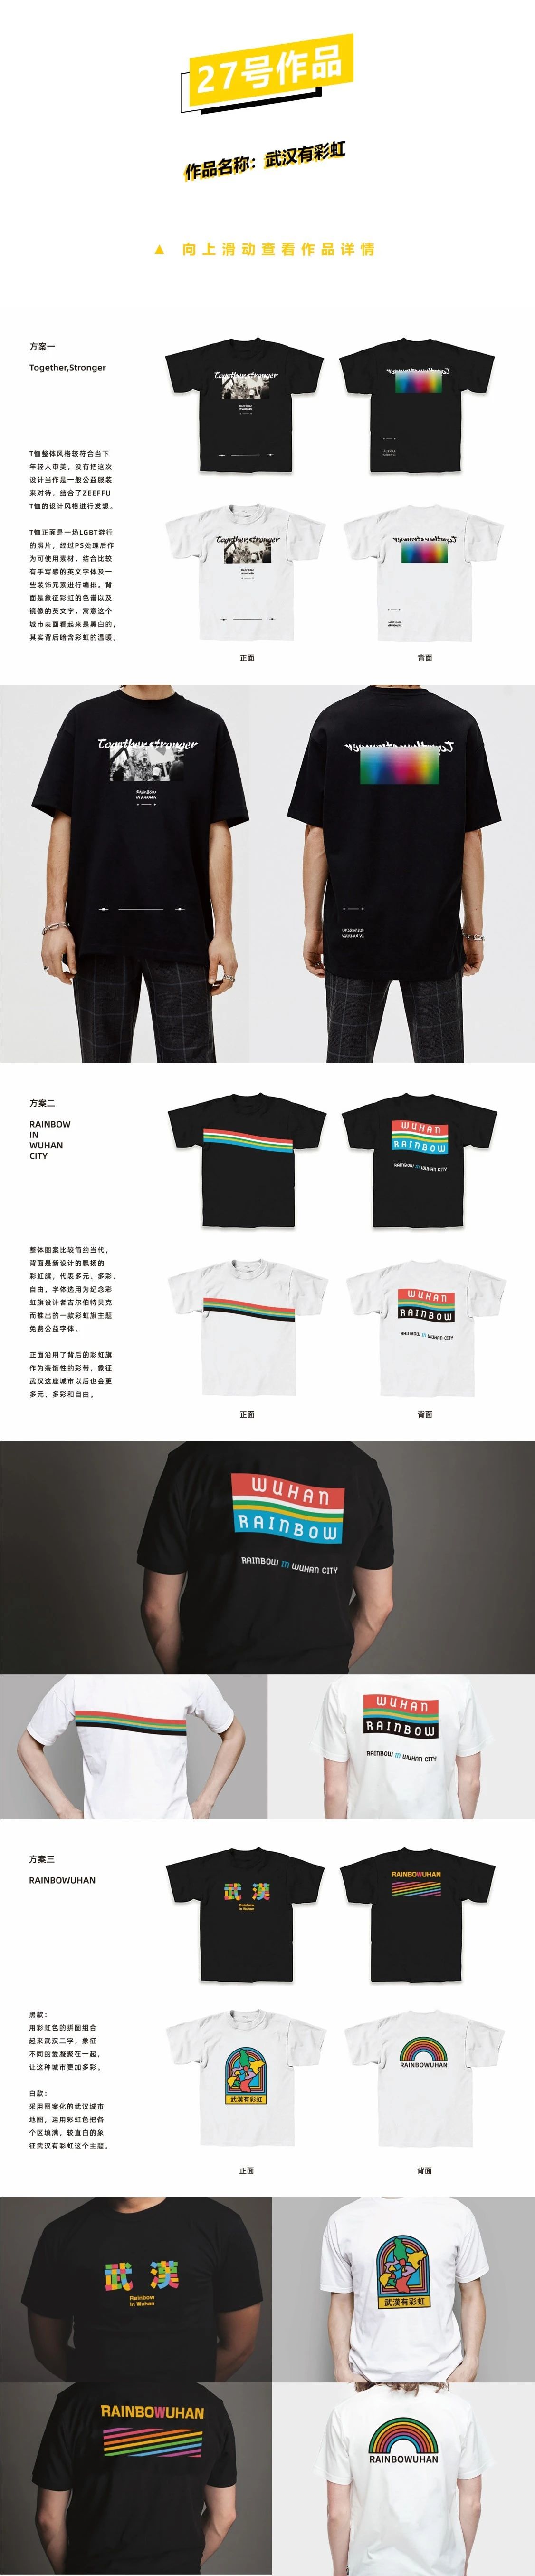 27号作品
作品名称：武汉有彩虹
▲ 向上滑动查看作品详情
方案一
Together,Stronger
T恤整体风格较符合当下
年轻人审美，没有把这次
设计当作是一般公益服装
来对待，结合了ZEEFFU
T恤的设计风格进行发想。
T恤正面是一场LGBT游行
的照片，经过PS处理后作
为可使用素材，结合比较
有手写感的英文字体及一
些装饰元素进行编排。背
面是象征彩虹的色谱以及
镜像的英文字，寓意这个
城市表面看起来是黑白的，
其实背后暗含彩虹的温暖。
Together,stronger
Together,stronger
正面
背面
Together,stronger
RAINBOW
IN WUHAN
方案二
RAINBOW
IN
WUHAN
CITY
整体图案比较简约当代，
背面是新设计的飘扬的
彩虹旗，代表多元、多彩、
自由，字体选用为纪念彩
虹旗设计者吉尔伯特贝克
而推出的一款彩虹旗主题
免费公益字体。
正面沿用了背后的彩虹旗
作为装饰性的彩带，象征
武汉这座城市以后也会更
多元、多彩和自由。
WUHAN
RAINBOW
RAINBOW IN WUHAN CITY
WUHAN
RAINBOW
RAINBOW IN WUHAN CITY
正面
背面
WUHAN
RAINBOW
RAINBOW IN WUHAN CITY
WUHAN
RAINBOW
RAINBOW IN WUHAN CITY
方案三
RAINBOWUHAN
黑款：
用彩虹色的拼图组合
起来武汉二字，象征
不同的爱凝聚在一起，
让这种城市更加多彩。
白款：
采用图案化的武汉城市
地图，运用彩虹色把各
个区填满，较直白的象
征武汉有彩虹这个主题。
武漢
Rainbow
in Wuhan
RAINBOWUHAN
武漢有彩虹
RAINBOWUHAN
正面
背面
武漢
Rainbow
in Wuhan
武漢有彩虹
RAINBOWUHAN
RAINBOWUHAN